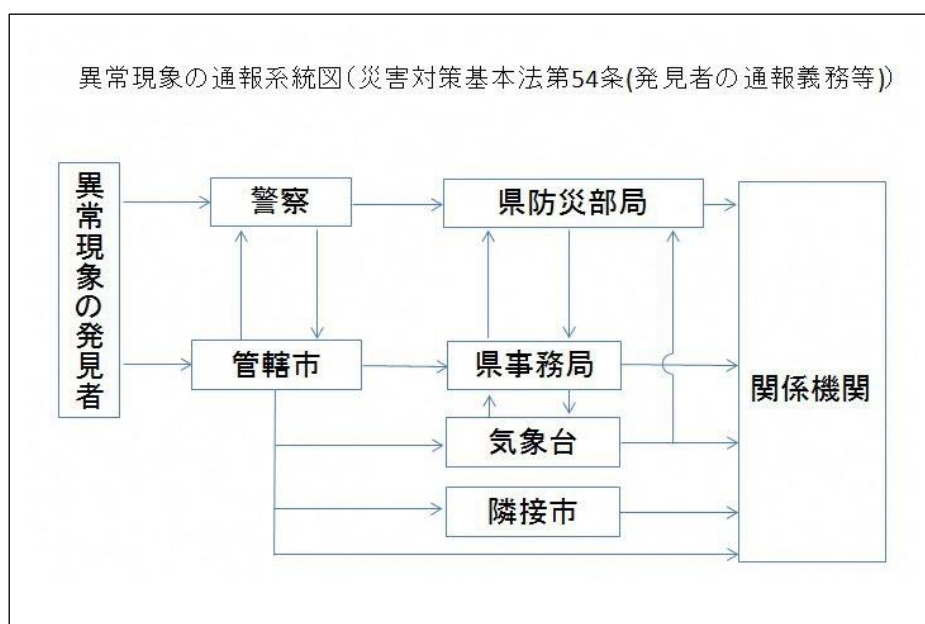 異常現象の通報系統図(災害対策基本法第54条(発見者の通報義務等))
異常現象の発見者
警察
県防災部局
管轄市
県事務局
関係機関
気象台
隣接市